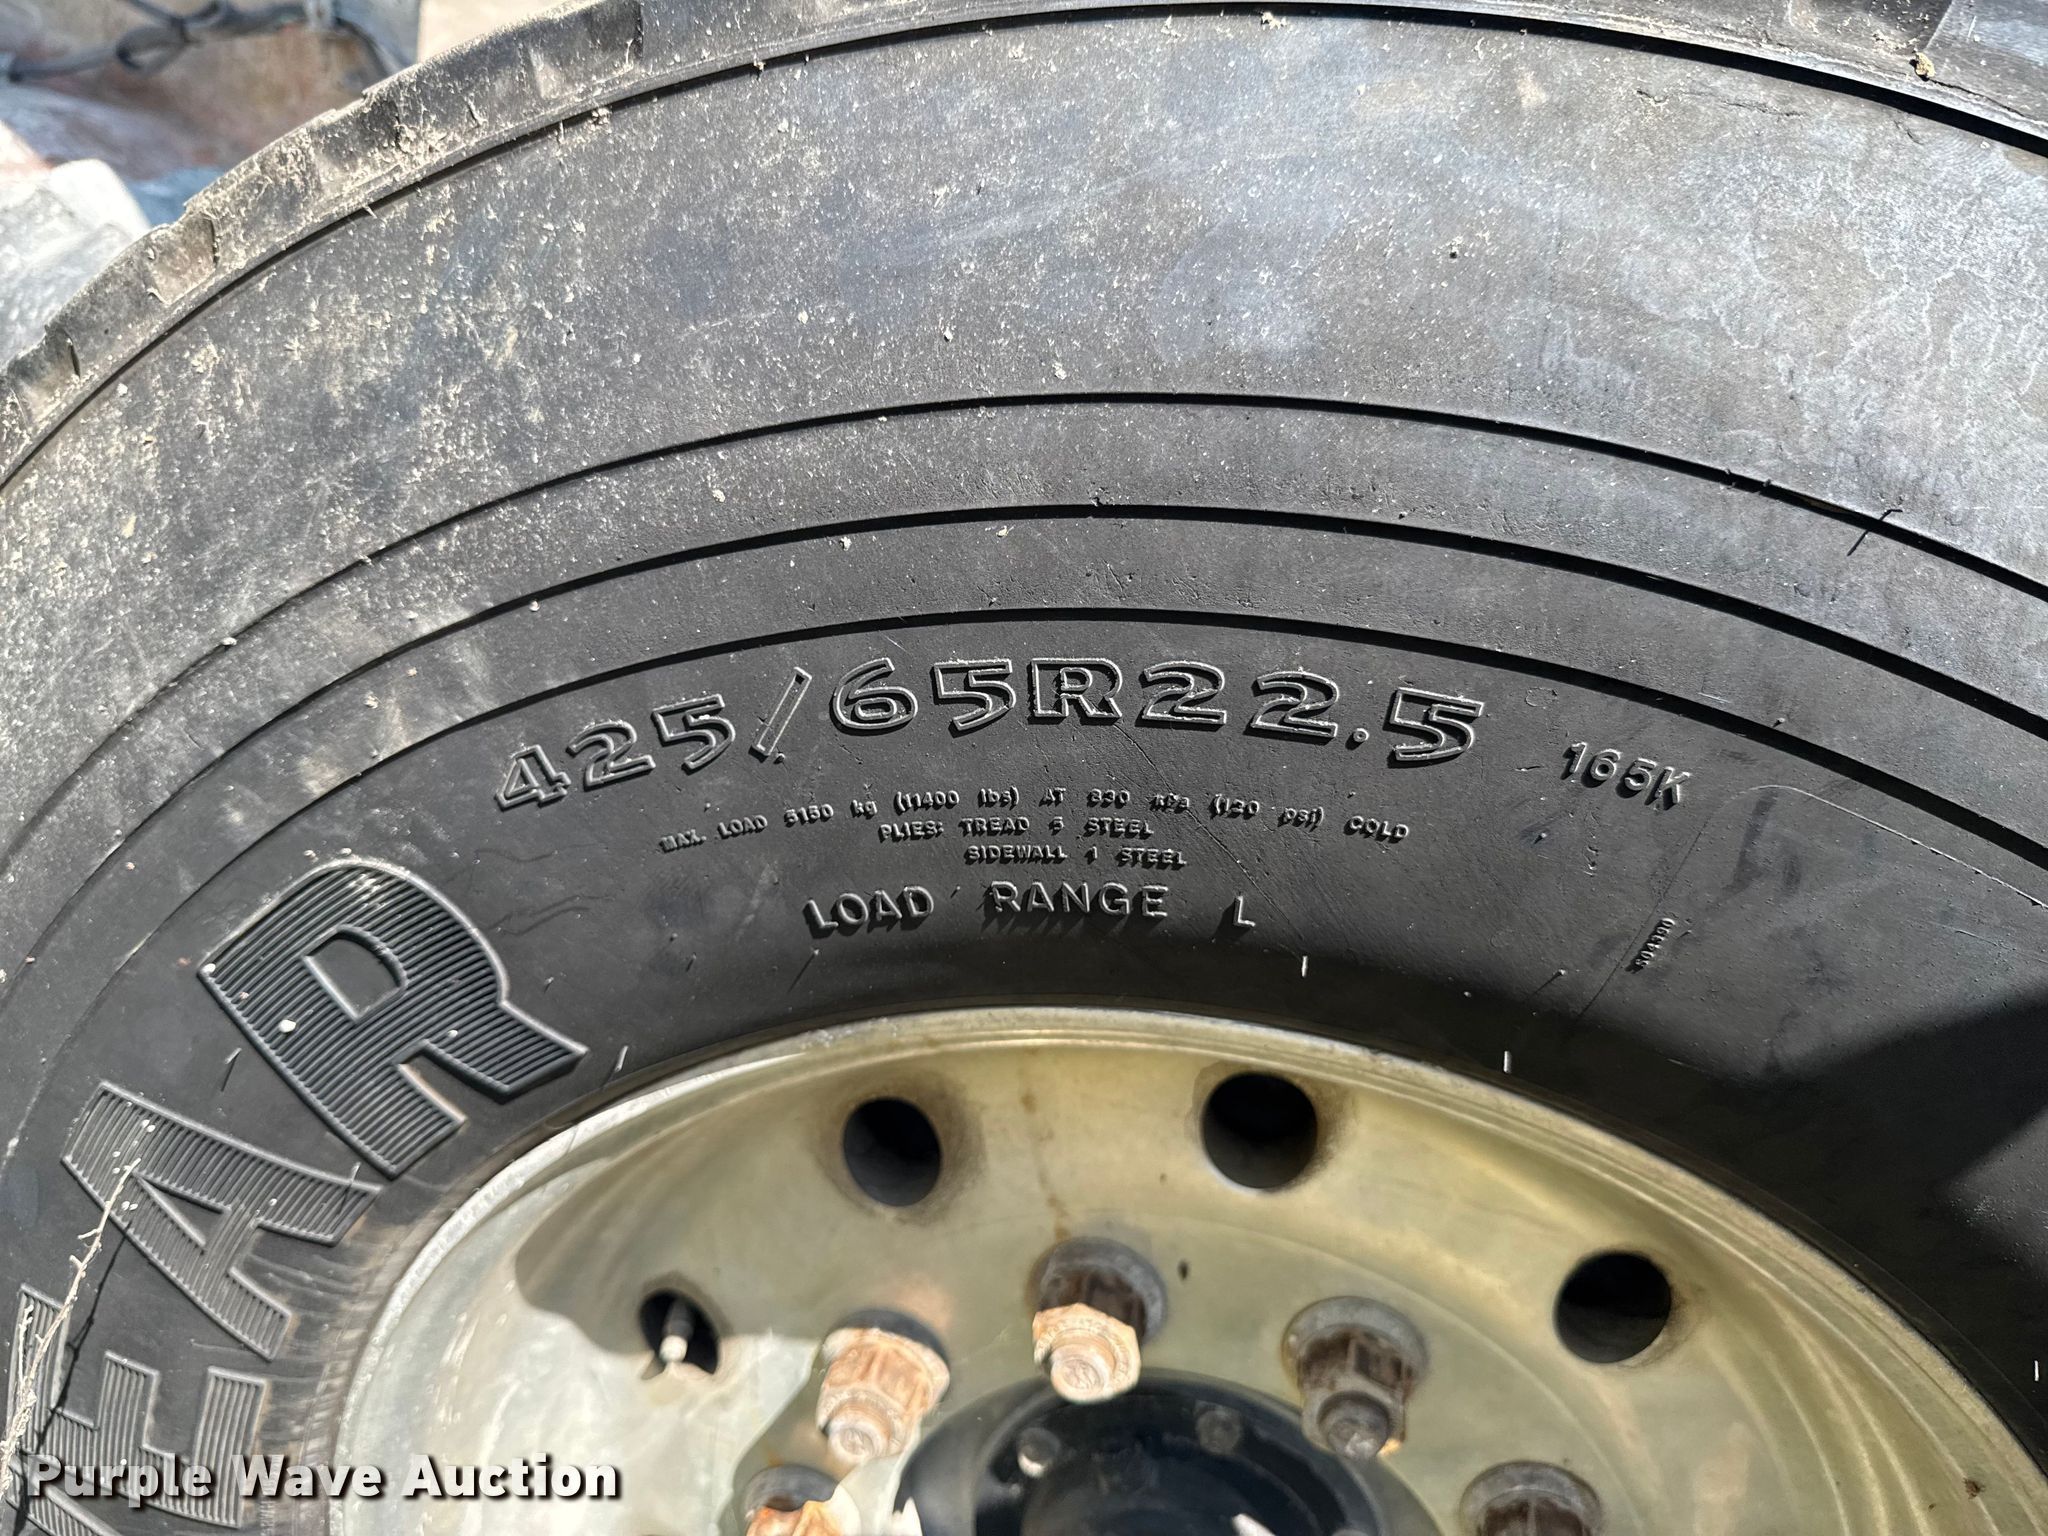 425/65R22.5 165K
MAX. LOAD 5150 kg (11400 lbs) AT 830 kPa (120 psi) COLD
PLIES: TREAD 5 STEEL
SIDEWALL 1 STEEL
LOAD RANGE L
YEAR
Purple Wave Auction